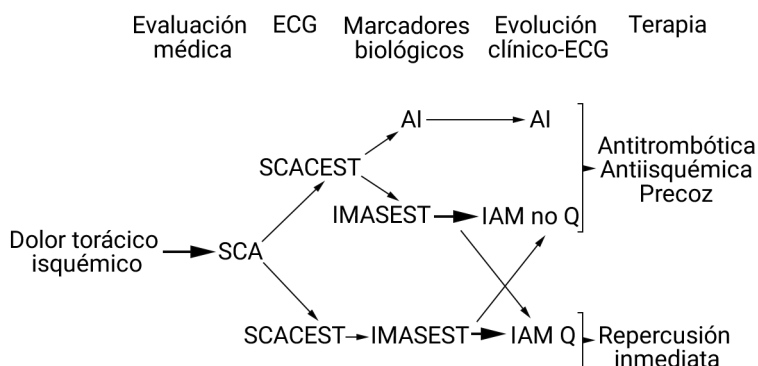 Evaluación médica
ECG
Marcadores biológicos
Evolución clínico-ECG
Terapia
AI
AI
SCACEST
Antitrombótica
Antiisquémica
Precoz
IMASEST
IAM no Q
Dolor torácico
isquémico
SCA
SCACEST
IMASEST
IAM Q
Repercusión
inmediata